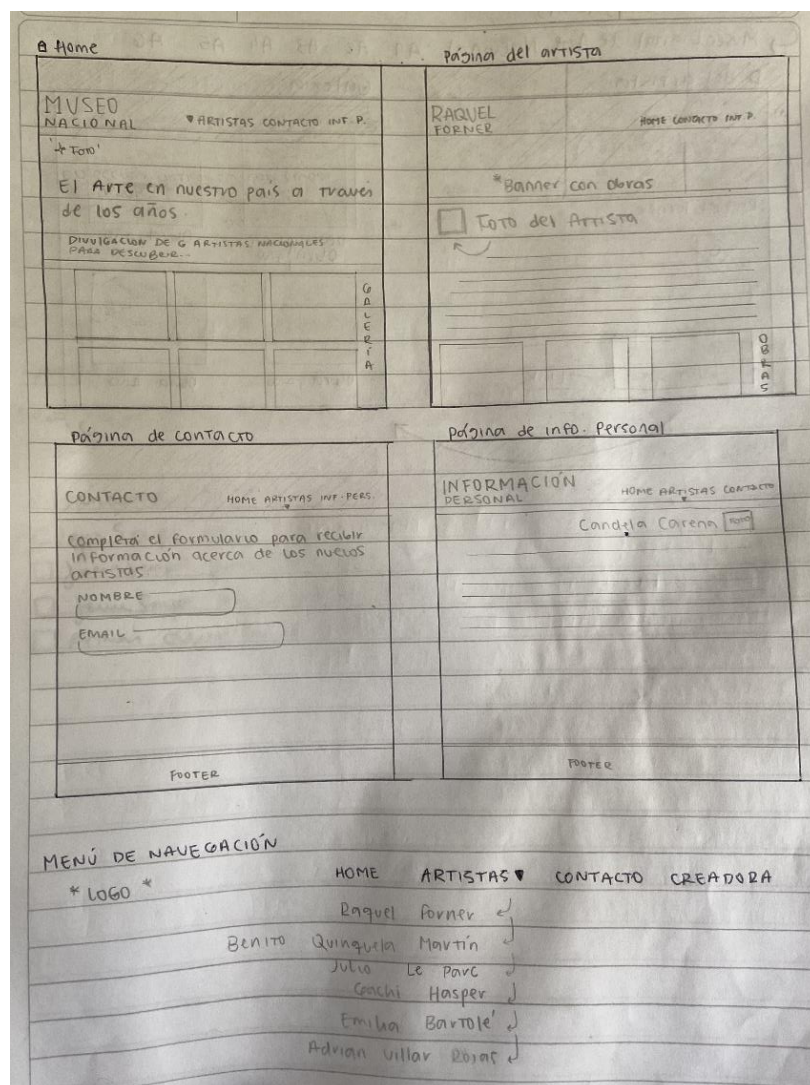 Home
MUSEO
NACIONAL ARTISTAS CONTACTO INF. P.
* FOTO
El Arte en nuestro país a través
de los años.
DIVULGACIÓN DE 6 ARTISTAS NACIONALES
PARA DESCUBRIR...
GALERÍA
Página del artista
RAQUEL
FORNER HOME CONTACTO INF P.
*Banner con obras
FOTO del Artista
OBRAS
Página de contacto
CONTACTO HOME ARTISTAS INF. PERS.
Completá el formulario para recibir
información acerca de los nuevos
artistas
NOMBRE
EMAIL
FOOTER
Página de info. Personal
INFORMACIÓN
PERSONAL HOME ARTISTAS CONTACTO
Candela Carena
FOOTER
MENÚ DE NAVEGACIÓN
* LOGO * HOME ARTISTAS CONTACTO CREADORA
Raquel Forner
Benito Quinquela Martín
Julio Le Parc
Gachi Hasper
Emilia Bartolé
Adrian Villar Rojas